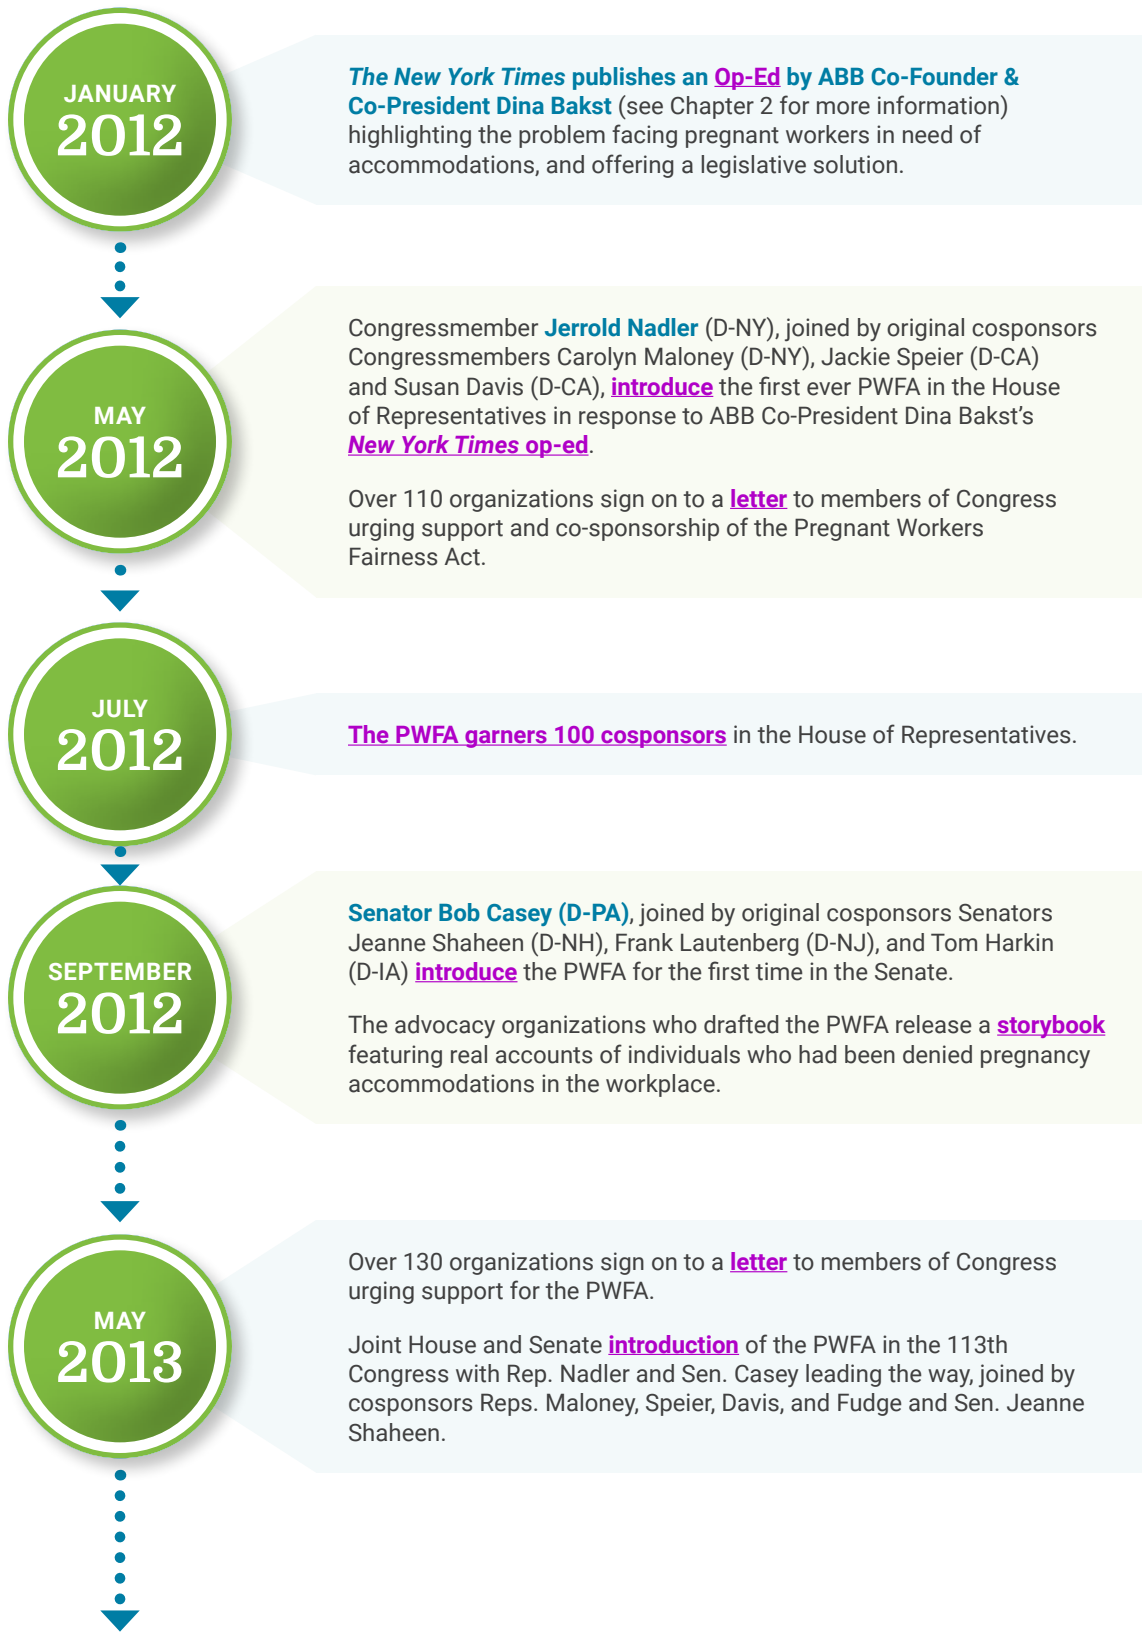 JANUARY
2012
The New York Times publishes an Op-Ed by ABB Co-Founder &
Co-President Dina Bakst (see Chapter 2 for more information)
highlighting the problem facing pregnant workers in need of
accommodations, and offering a legislative solution.
MAY
2012
Congressmember Jerrold Nadler (D-NY), joined by original cosponsors
Congressmembers Carolyn Maloney (D-NY), Jackie Speier (D-CA)
and Susan Davis (D-CA), introduce the first ever PWFA in the House
of Representatives in response to ABB Co-President Dina Bakst’s
New York Times op-ed.
Over 110 organizations sign on to a letter to members of Congress
urging support and co-sponsorship of the Pregnant Workers
Fairness Act.
JULY
2012
The PWFA garners 100 cosponsors in the House of Representatives.
SEPTEMBER
2012
Senator Bob Casey (D-PA), joined by original cosponsors Senators
Jeanne Shaheen (D-NH), Frank Lautenberg (D-NJ), and Tom Harkin
(D-IA) introduce the PWFA for the first time in the Senate.
The advocacy organizations who drafted the PWFA release a storybook
featuring real accounts of individuals who had been denied pregnancy
accommodations in the workplace.
MAY
2013
Over 130 organizations sign on to a letter to members of Congress
urging support for the PWFA.
Joint House and Senate introduction of the PWFA in the 113th
Congress with Rep. Nadler and Sen. Casey leading the way, joined by
cosponsors Reps. Maloney, Speier, Davis, and Fudge and Sen. Jeanne
Shaheen.